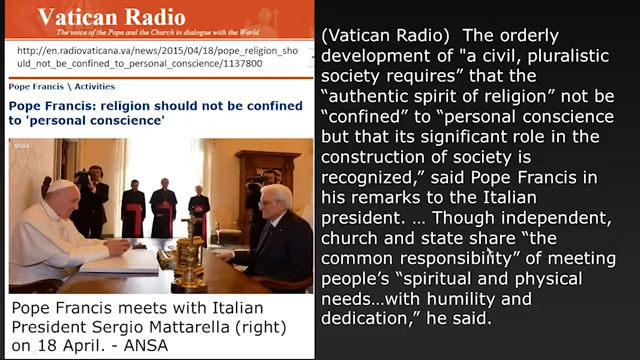 Vatican Radio
The voice of the Pope and the Church in dialogue with the World
http://en.radiovaticana.va/news/2015/04/18/pope_religion_sho
uld_not_be_confined_to_personal_conscience/1137800
Pope Francis \ Activities
Pope Francis: religion should not be confined
to 'personal conscience'
ANSA
Pope Francis meets with Italian
President Sergio Mattarella (right)
on 18 April. - ANSA
(Vatican Radio)  The orderly
development of "a civil, pluralistic
society requires” that the
“authentic spirit of religion” not be
“confined” to “personal conscience
but that its significant role in the
construction of society is
recognized,” said Pope Francis in
his remarks to the Italian
president. … Though independent,
church and state share “the
common responsibility” of meeting
people’s “spiritual and physical
needs…with humility and
dedication,” he said.